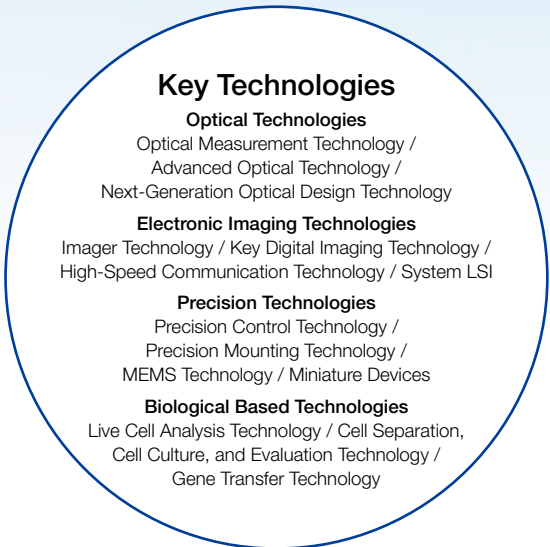 Key Technologies
Optical Technologies
Optical Measurement Technology /
Advanced Optical Technology /
Next-Generation Optical Design Technology
Electronic Imaging Technologies
Imager Technology / Key Digital Imaging Technology /
High-Speed Communication Technology / System LSI
Precision Technologies
Precision Control Technology /
Precision Mounting Technology /
MEMS Technology / Miniature Devices
Biological Based Technologies
Live Cell Analysis Technology / Cell Separation,
Cell Culture, and Evaluation Technology /
Gene Transfer Technology